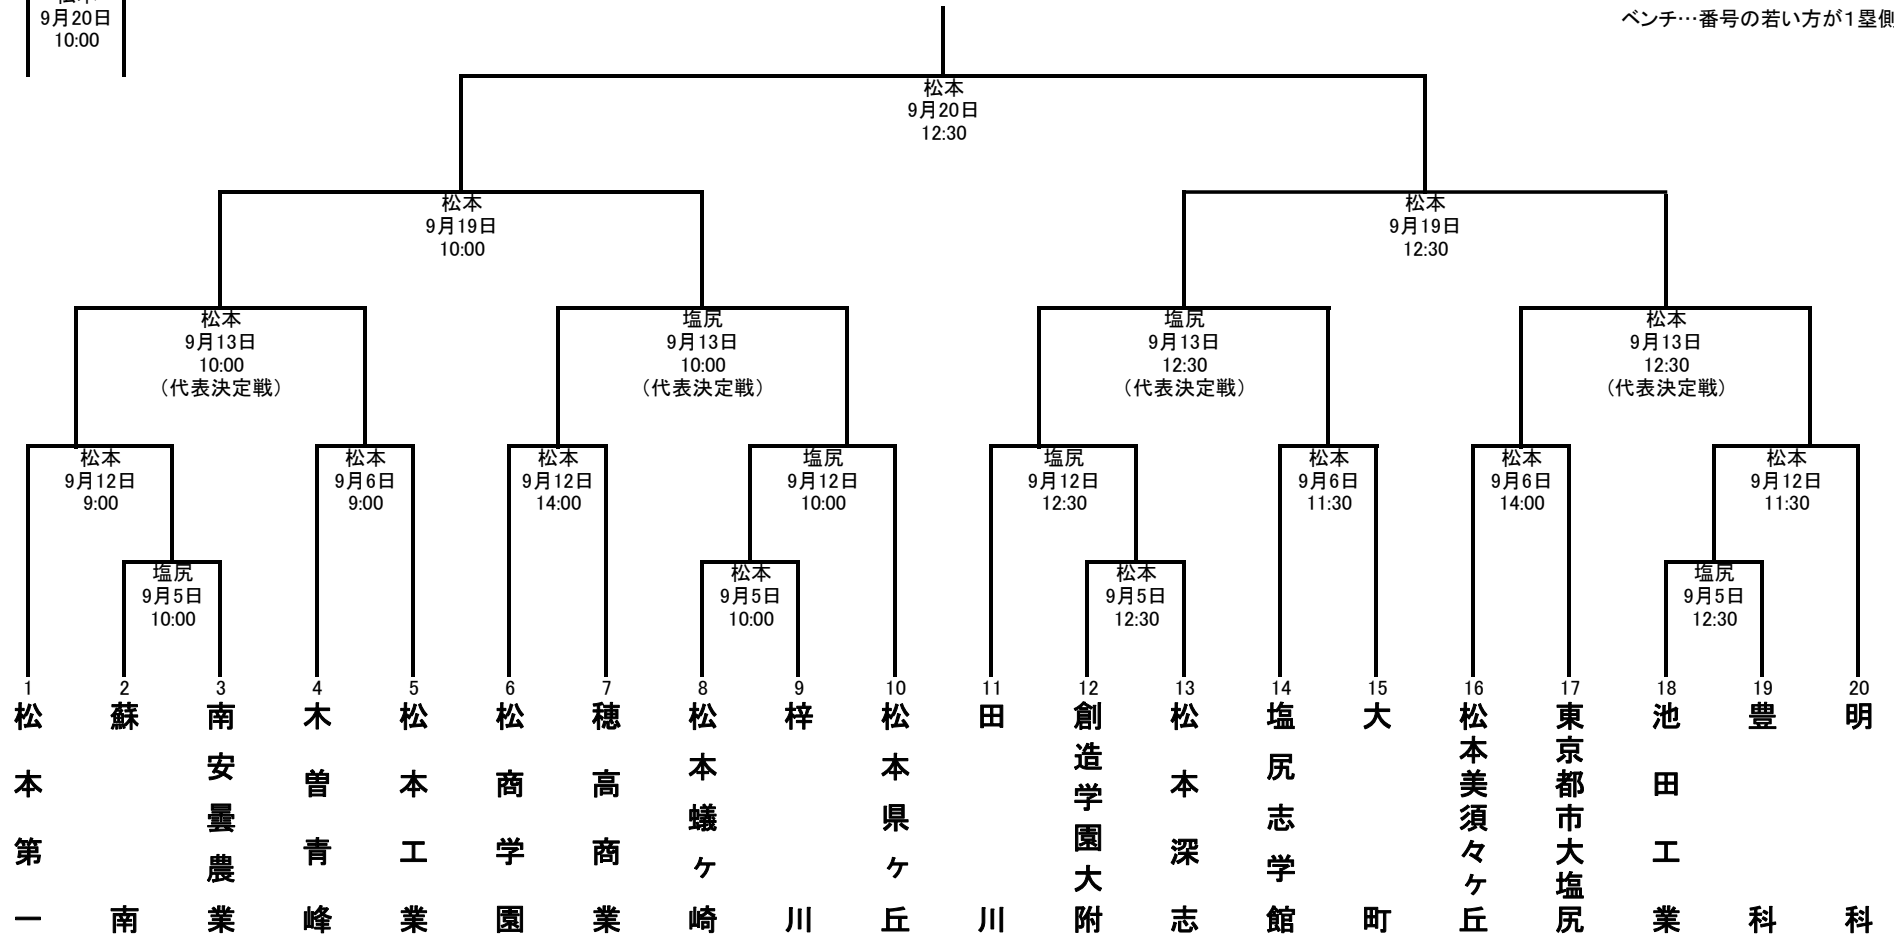 9月20日
10:00
ベンチ…番号の若い方が1塁側
松本
9月20日
12:30
松本
9月19日
10:00
松本
9月19日
12:30
松本
9月13日
10:00
(代表決定戦)
塩尻
9月13日
10:00
(代表決定戦)
塩尻
9月13日
12:30
(代表決定戦)
松本
9月13日
12:30
(代表決定戦)
松本
9月12日
9:00
松本
9月6日
9:00
松本
9月12日
14:00
塩尻
9月12日
10:00
塩尻
9月12日
12:30
松本
9月6日
11:30
松本
9月6日
14:00
松本
9月12日
11:30
塩尻
9月5日
10:00
松本
9月5日
10:00
松本
9月5日
12:30
塩尻
9月5日
12:30
1
松本第一
2
蘇南
3
南安曇農業
4
木曽青峰
5
松本工業
6
松商学園
7
穂高商業
8
松本蟻ヶ崎
9
梓川
10
松本県ヶ丘
11
田川
12
創造学園大附
13
松本深志
14
塩尻志学館
15
大町
16
松本美須々ヶ丘
17
東京都市大塩尻
18
池田工業
19
豊科
20
明科